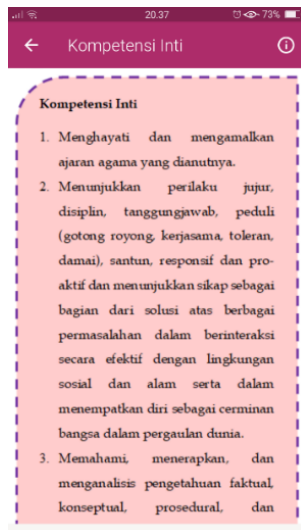 20.37
73%
Kompetensi Inti
Kompetensi Inti
1. Menghayati dan mengamalkan
ajaran agama yang dianutnya.
2. Menunjukkan perilaku jujur,
disiplin, tanggungjawab, peduli
(gotong royong, kerjasama, toleran,
damai), santun, responsif dan pro-
aktif dan menunjukkan sikap sebagai
bagian dari solusi atas berbagai
permasalahan dalam berinteraksi
secara efektif dengan lingkungan
sosial dan alam serta dalam
menempatkan diri sebagai cerminan
bangsa dalam pergaulan dunia.
3. Memahami, menerapkan, dan
menganalisis pengetahuan faktual,
konseptual, prosedural, dan